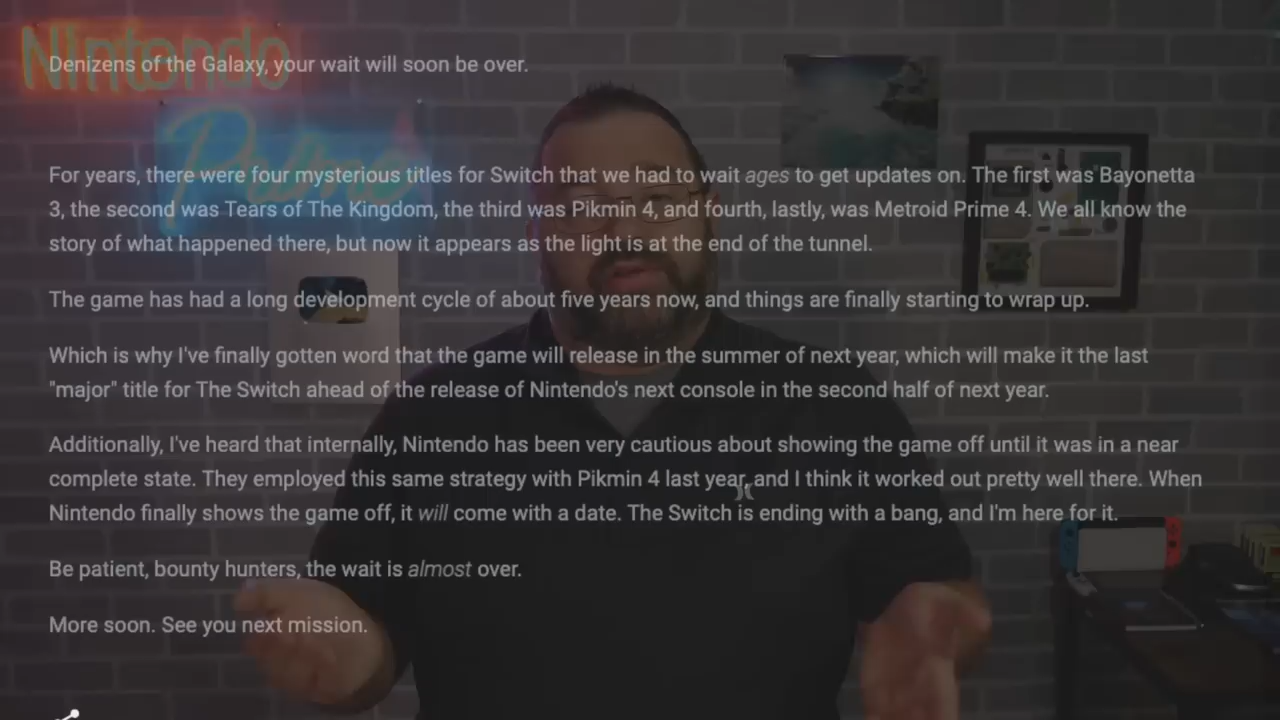 Nintendo
Prime
Denizens of the Galaxy, your wait will soon be over.
For years, there were four mysterious titles for Switch that we had to wait ages to get updates on. The first was Bayonetta
3, the second was Tears of The Kingdom, the third was Pikmin 4, and fourth, lastly, was Metroid Prime 4. We all know the
story of what happened there, but now it appears as the light is at the end of the tunnel.
The game has had a long development cycle of about five years now, and things are finally starting to wrap up.
Which is why I've finally gotten word that the game will release in the summer of next year, which will make it the last
"major" title for The Switch ahead of the release of Nintendo's next console in the second half of next year.
Additionally, I've heard that internally, Nintendo has been very cautious about showing the game off until it was in a near
complete state. They employed this same strategy with Pikmin 4 last year, and I think it worked out pretty well there. When
Nintendo finally shows the game off, it will come with a date. The Switch is ending with a bang, and I'm here for it.
Be patient, bounty hunters, the wait is almost over.
More soon. See you next mission.